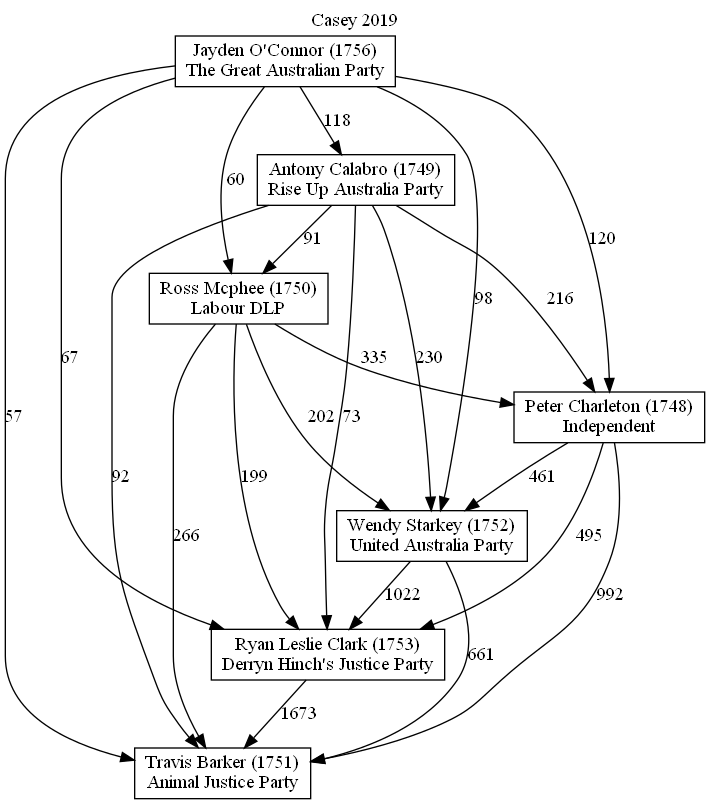 Casey 2019
Jayden O'Connor (1756)
The Great Australian Party
118
Antony Calabro (1749)
Rise Up Australia Party
60
91
120
Ross Mcphee (1750)
Labour DLP
98
216
67
335
230
57
202
73
Peter Charleton (1748)
Independent
92
199
461
Wendy Starkey (1752)
United Australia Party
266
495
1022
992
Ryan Leslie Clark (1753)
Derryn Hinch's Justice Party
661
1673
Travis Barker (1751)
Animal Justice Party